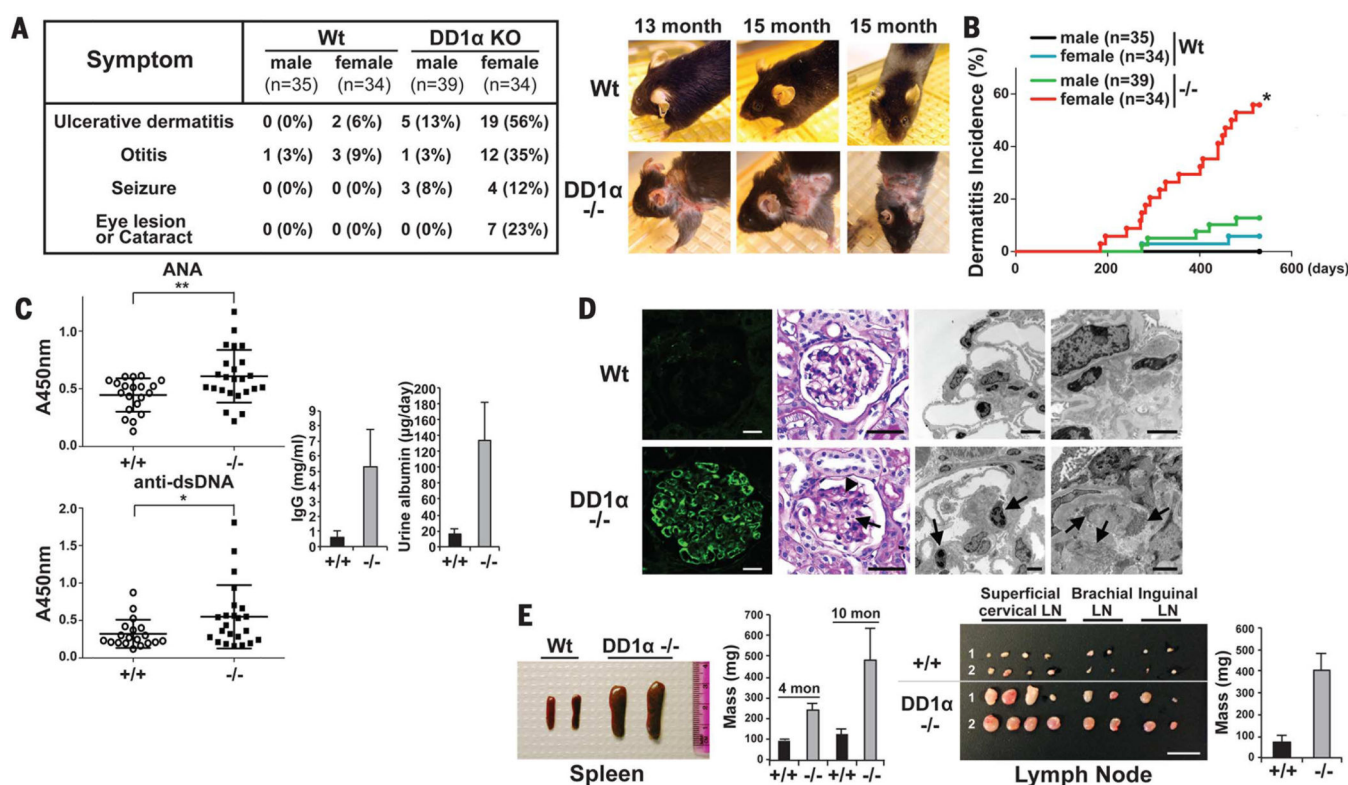 A
Symptom
Wt
DD1α KO
male
(n=35)
female
(n=34)
male
(n=39)
female
(n=34)
Ulcerative dermatitis 0 (0%) 2 (6%) 5 (13%) 19 (56%)
Otitis 1 (3%) 3 (9%) 1 (3%) 12 (35%)
Seizure 0 (0%) 0 (0%) 3 (8%) 4 (12%)
Eye lesion
or Cataract 0 (0%) 0 (0%) 0 (0%) 7 (23%)
13 month 15 month 15 month
Wt
DD1α
-/-
B
male (n=35)
female (n=34)
Wt
male (n=39)
female (n=34)
-/-
Dermatitis Incidence (%)
60
40
20
0
*
0 200 400 600 (days)
C
ANA
**
A450nm
1.0
0.5
0.0
+/+ -/-
anti-dsDNA
*
A450nm
2.0
1.5
1.0
0.5
0.0
+/+ -/-
IgG (mg/ml)
9
7
6
5
4
3
2
1
0
+/+ -/-
Urine albumin (µg/day)
200
180
160
140
120
100
80
60
40
20
0
+/+ -/-
D
Wt
DD1α
-/-
E
Wt DD1α -/-
Spleen
Mass (mg)
700
600
500
400
300
200
100
4 mon
10 mon
+/+ -/- +/+ -/-
Superficial
cervical LN
Brachial
LN
Inguinal
LN
+/+
1
2
DD1α
-/-
1
2
Lymph Node
Mass (mg)
600
500
400
300
200
100
0
+/+ -/-